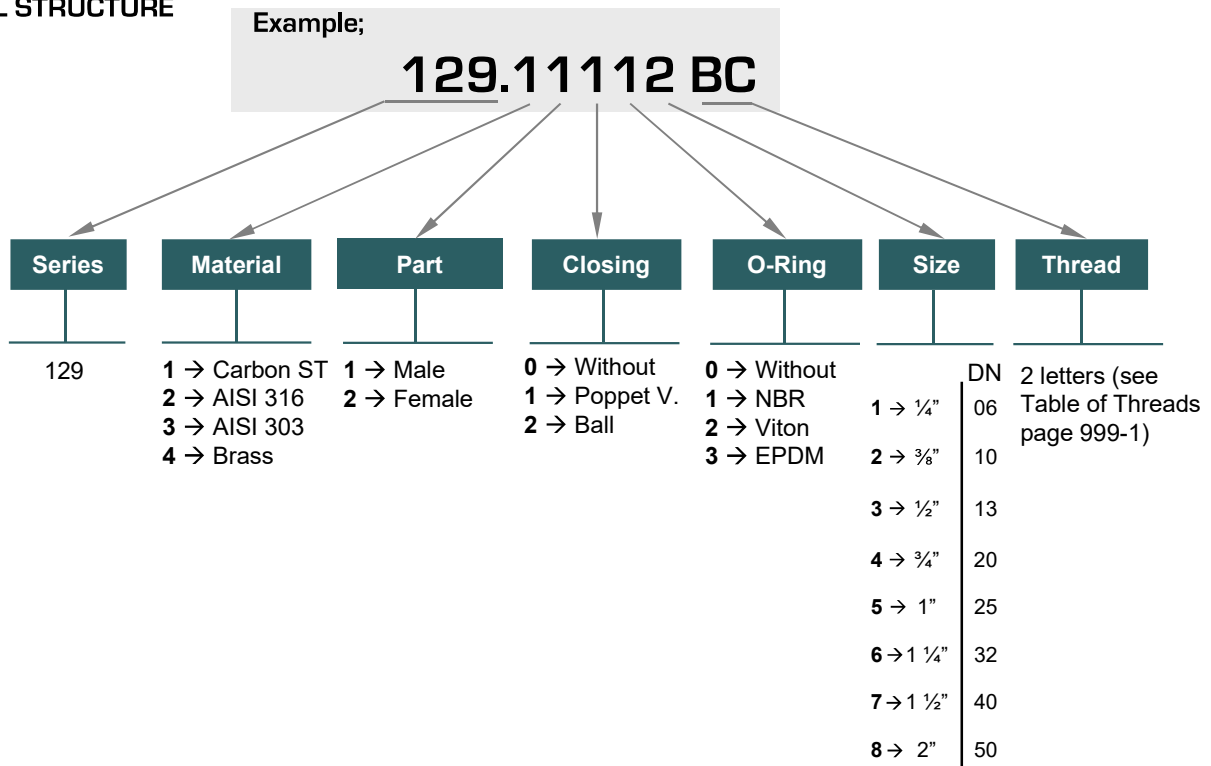 L STRUCTURE
Example;
129.11112 BC
Series
Material
Part
Closing
O-Ring
Size
Thread
129
1 → Carbon ST
2 → AISI 316
3 → AISI 303
4 → Brass
1 → Male
2 → Female
0 → Without
1 → Poppet V.
2 → Ball
0 → Without
1 → NBR
2 → Viton
3 → EPDM
DN
1 → ¼” 06
2 → ⅜” 10
3 → ½” 13
4 → ¾” 20
5 → 1” 25
6 → 1 ¼” 32
7 → 1 ½” 40
8 → 2” 50
2 letters (see
Table of Threads
page 999-1)